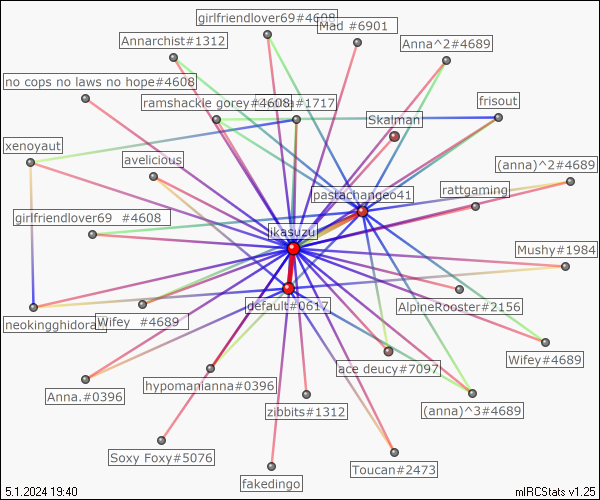 girlfriendlover69#4608
Mad #6901
Annarchist#1312
Anna^2#4689
no cops no laws no hope#4608
ramshackle gorey#4608
#1717
frisout
Skalman
xenoyaut
avelicious
(anna)^2#4689
pastachangeo41
rattgaming
girlfriendlover69 #4608
ikasuzu
Mushy#1984
default#0617
AlpineRooster#2156
neokingghidora
Wifey #4689
Wifey#4689
ace deucy#7097
hypomanianna#0396
Anna.#0396
zibbits#1312
(anna)^3#4689
Soxy Foxy#5076
Toucan#2473
fakedingo
5.1.2024 19:40
mIRCStats v1.25